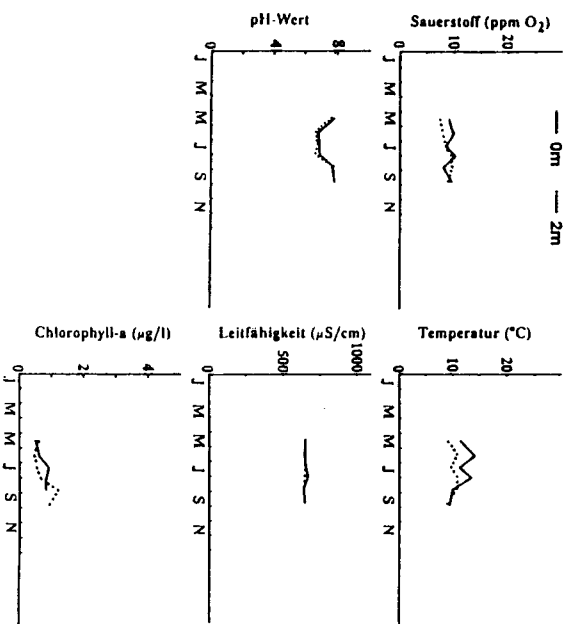 0m 2m
Sauerstoff (ppm O2)
0 10 20
J M M J S N
Temperatur (°C)
0 10 20
J M M J S N
pH-Wert
0 4 8
J M M J S N
Leitfähigkeit (µS/cm)
0 500 1000
J M M J S N
Chlorophyll-a (µg/l)
0 2 4
J M M J S N